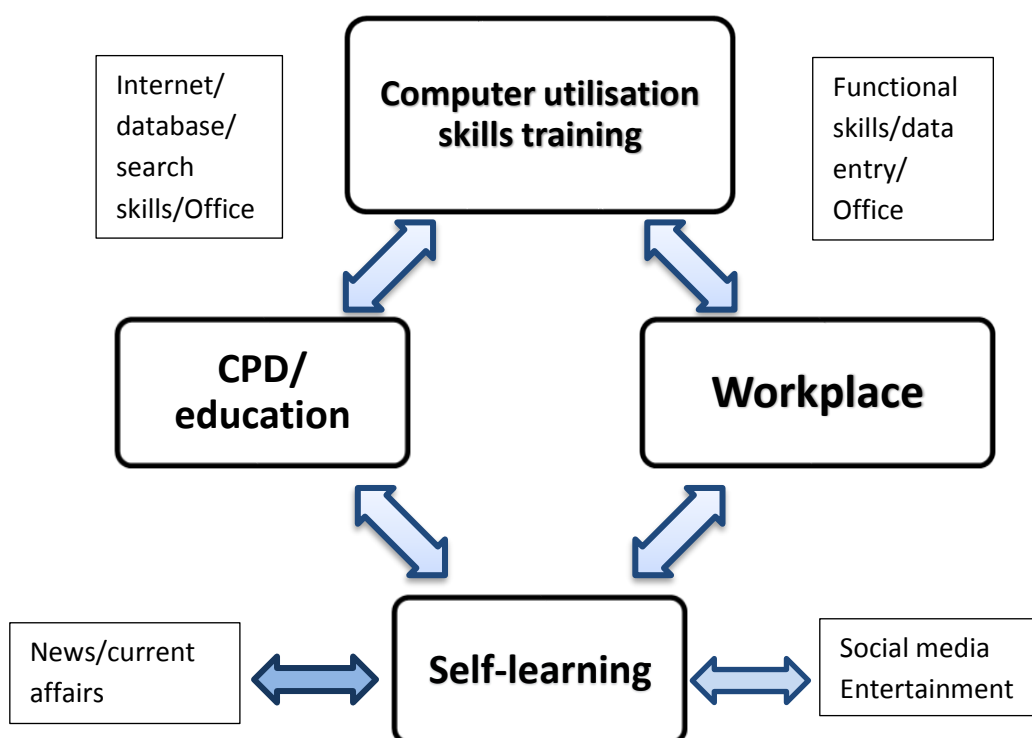 Internet/
database/
search
skills/Office
Computer utilisation
skills training
Functional
skills/data
entry/
Office
CPD/
education
Workplace
News/current
affairs
Self-learning
Social media
Entertainment